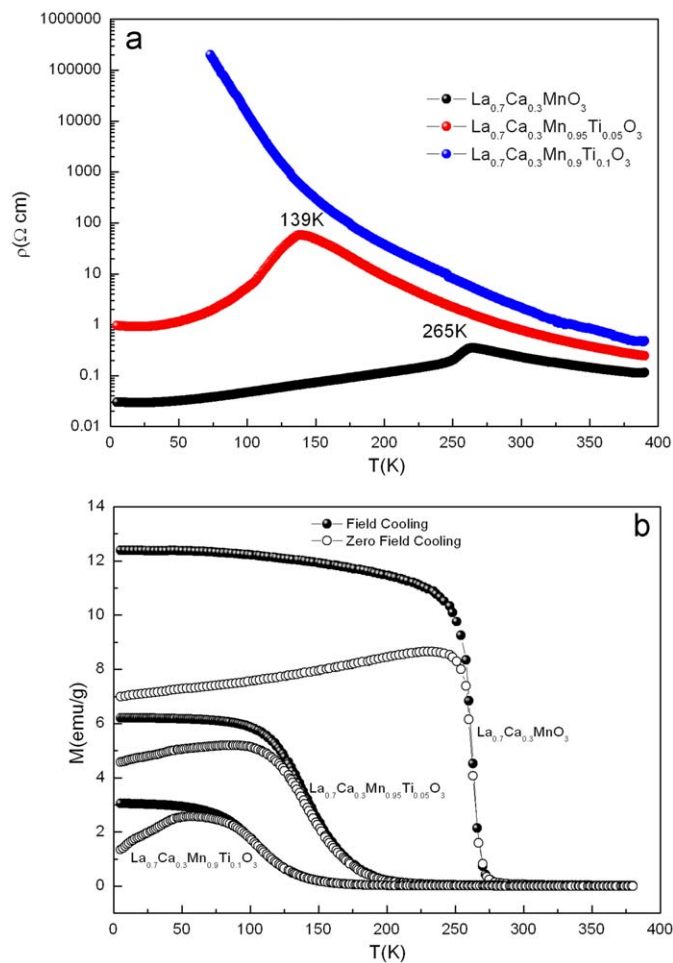 a
1000000
100000
10000
1000
100
10
1
0.1
0.01
ρ(Ω cm)
La0.7Ca0.3MnO3
La0.7Ca0.3Mn0.95Ti0.05O3
La0.7Ca0.3Mn0.9Ti0.1O3
139K
265K
0 50 100 150 200 250 300 350 400
T(K)
b
14
12
10
8
6
4
2
0
M(emu/g)
Field Cooling
Zero Field Cooling
La0.7Ca0.3MnO3
La0.7Ca0.3Mn0.95Ti0.05O3
La0.7Ca0.3Mn0.9Ti0.1O3
0 50 100 150 200 250 300 350 400
T(K)